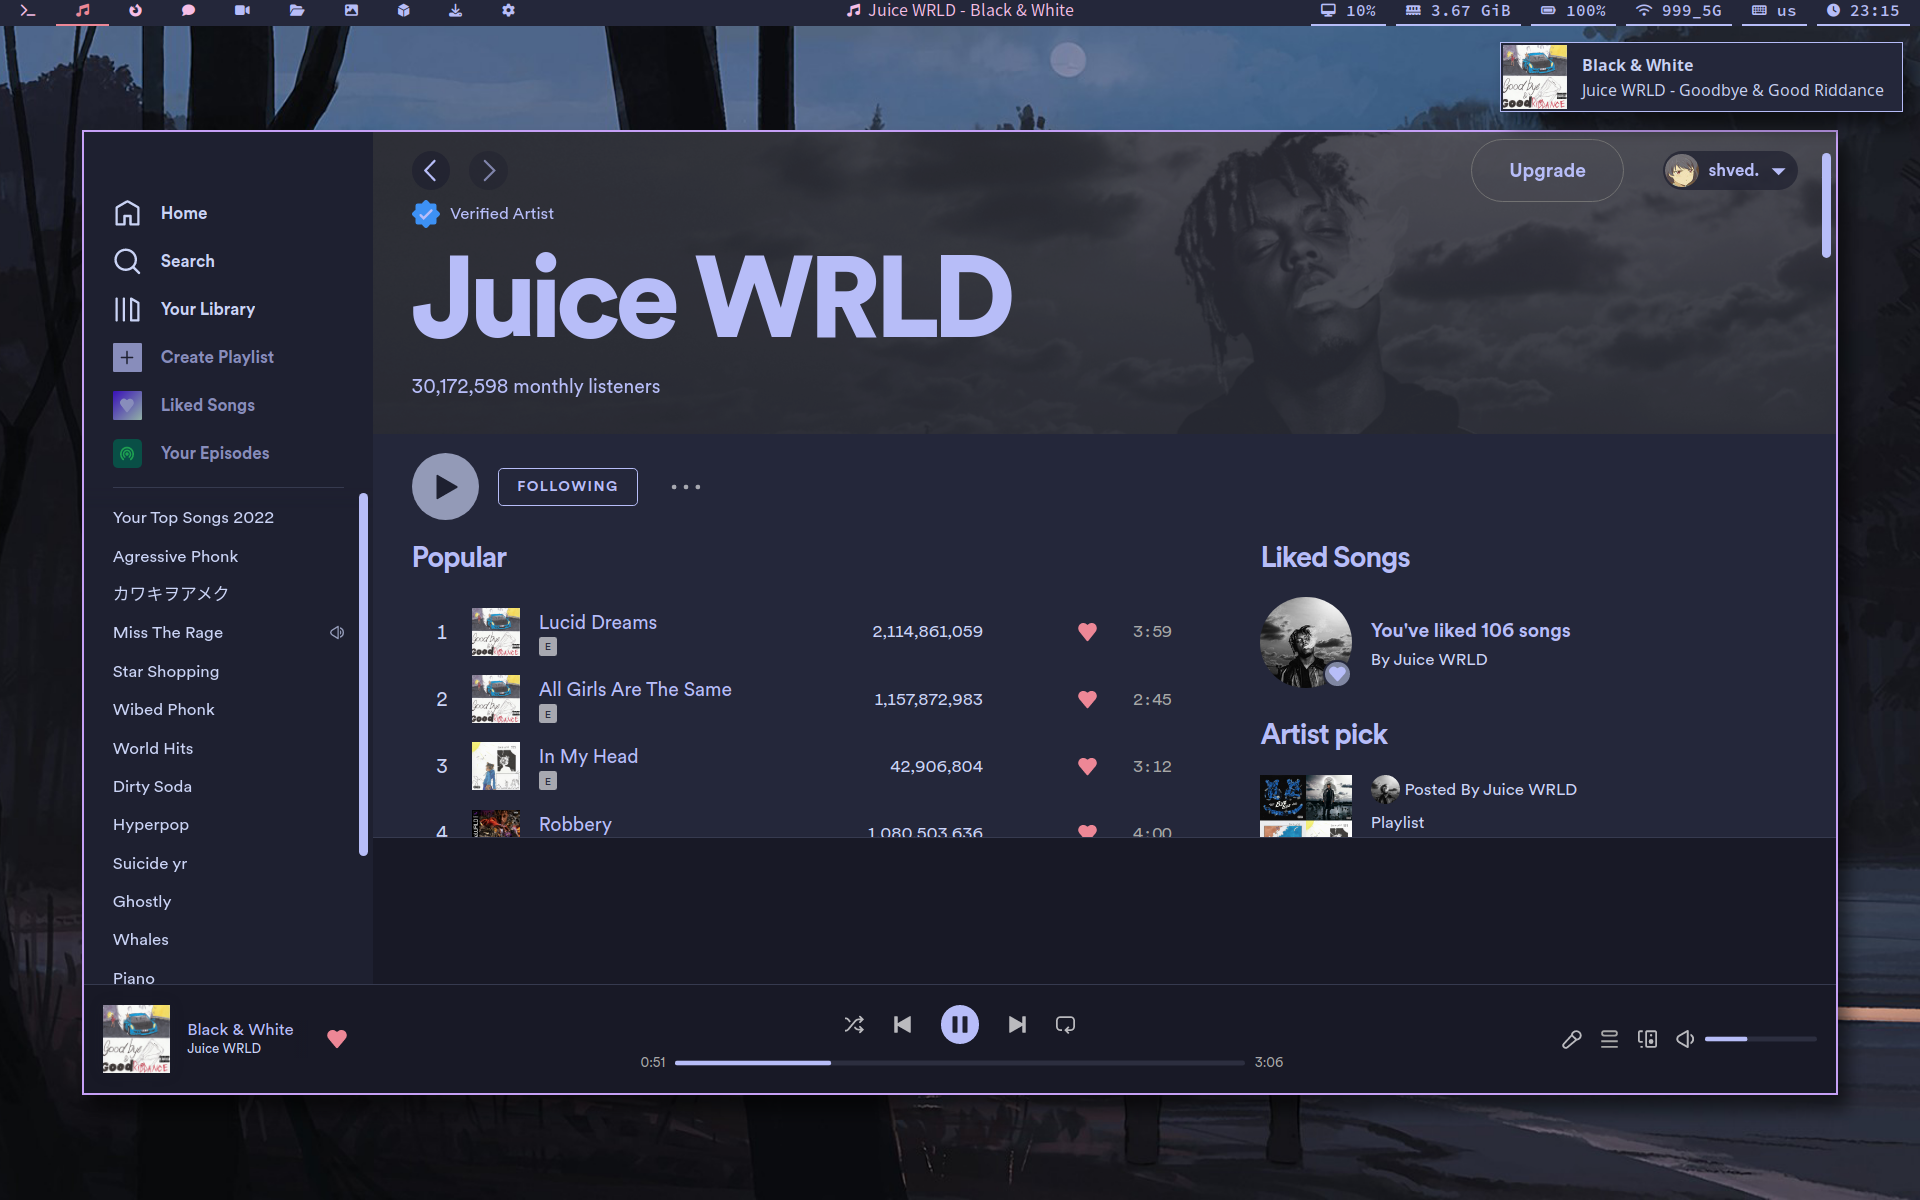 Juice WRLD - Black & White
10%
3.67 GiB
100%
999_5G
us
23:15
Black & White
Juice WRLD - Goodbye & Good Riddance
Upgrade
shved.
Home
Search
Your Library
Create Playlist
Liked Songs
Your Episodes
Your Top Songs 2022
Agressive Phonk
カワキヲアメク
Miss The Rage
Star Shopping
Wibed Phonk
World Hits
Dirty Soda
Hyperpop
Suicide yr
Ghostly
Whales
Piano
Verified Artist
Juice WRLD
30,172,598 monthly listeners
FOLLOWING
Popular
1 Lucid Dreams 2,114,861,059 3:59
E
2 All Girls Are The Same 1,157,872,983 2:45
E
3 In My Head 42,906,804 3:12
E
4 Robbery 1,080,503,636 4:00
Liked Songs
You've liked 106 songs
By Juice WRLD
Artist pick
Posted By Juice WRLD
Playlist
Black & White
Juice WRLD
0:51
3:06